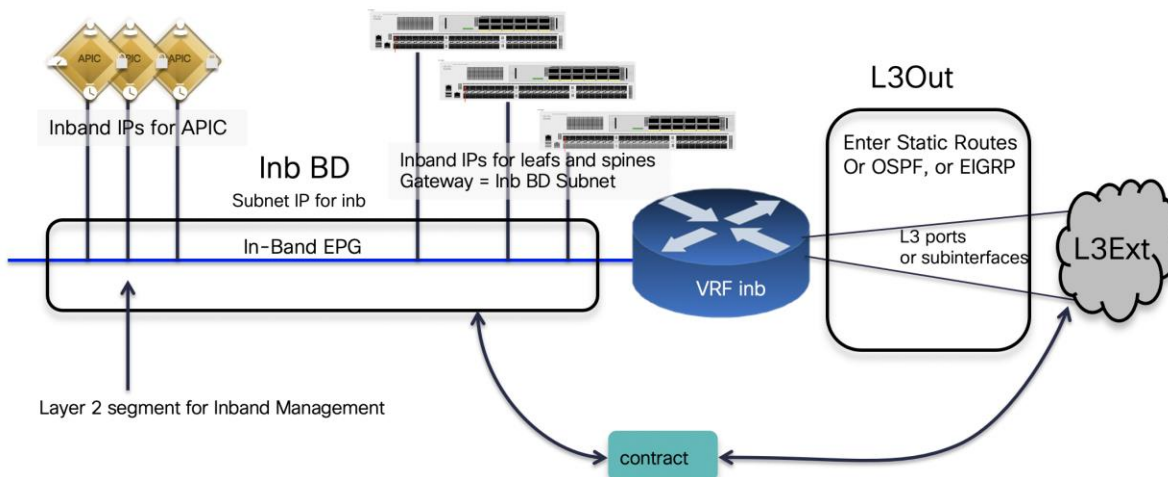 APIC
APIC
APIC
Inband IPs for APIC
Inb BD
Subnet IP for inb
Inband IPs for leafs and spines
Gateway = Inb BD Subnet
In-Band EPG
VRF inb
L3Out
Enter Static Routes
Or OSPF, or EIGRP
L3 ports
or subinterfaces
L3Ext
Layer 2 segment for Inband Management
contract